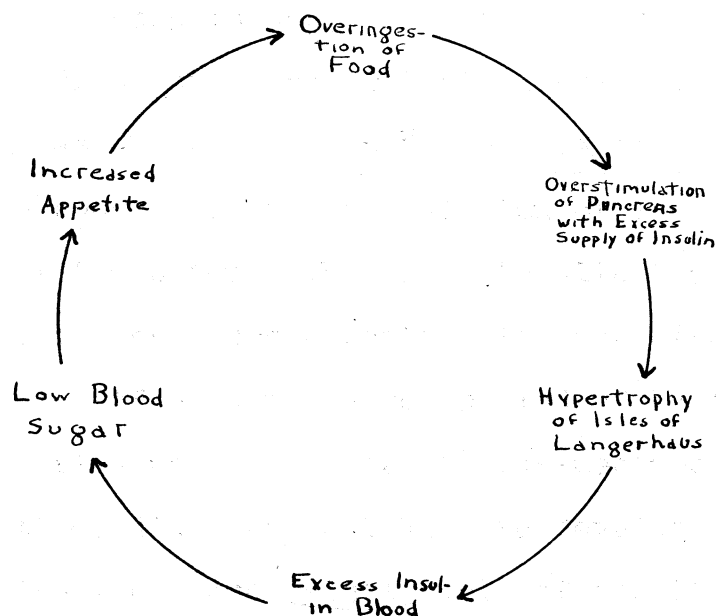 Overinges-
tion of
Food
Overstimulation
of Pancreas
with Excess
Supply of Insulin
Hypertrophy
of Isles of
Langerhaus
Excess Insul-
in Blood
Low Blood
Sugar
Increased
Appetite